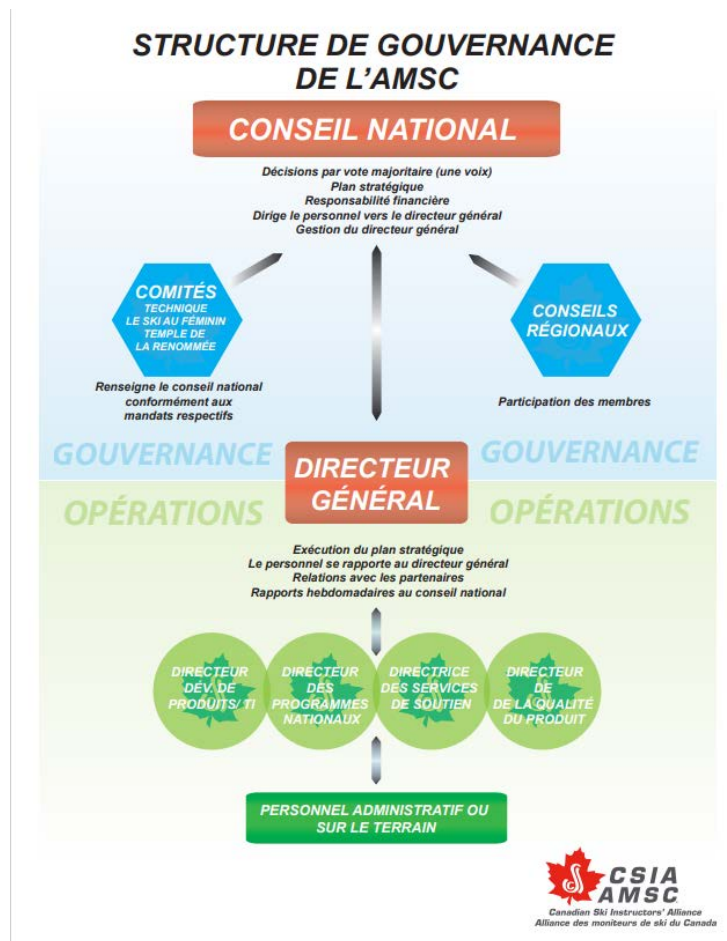 STRUCTURE DE GOUVERNANCE
DE L'AMSC
CONSEIL NATIONAL
Décisions par vote majoritaire (une voix)
Plan stratégique
Responsabilité financière
Dirige le personnel vers le directeur général
Gestion du directeur général
COMITÉS
TECHNIQUE
LE SKI AU FÉMININ
TEMPLE DE
LA RENOMMÉE
Renseigne le conseil national
conformément aux
mandats respectifs
CONSEILS
RÉGIONAUX
Participation des membres
GOUVERNANCE
GOUVERNANCE
DIRECTEUR
GÉNÉRAL
OPÉRATIONS
OPÉRATIONS
Exécution du plan stratégique
Le personnel se rapporte au directeur général
Relations avec les partenaires
Rapports hebdomadaires au conseil national
DIRECTEUR
DÉV. DE
PRODUITS/ TI
DIRECTEUR
DES
PROGRAMMES
NATIONAUX
DIRECTRICE
DES SERVICES
DE SOUTIEN
DIRECTEUR
DE
DE LA QUALITÉ
DU PRODUIT
PERSONNEL ADMINISTRATIF OU
SUR LE TERRAIN
CSIA
AMSC
Canadian Ski Instructors' Alliance
Alliance des moniteurs de ski du Canada